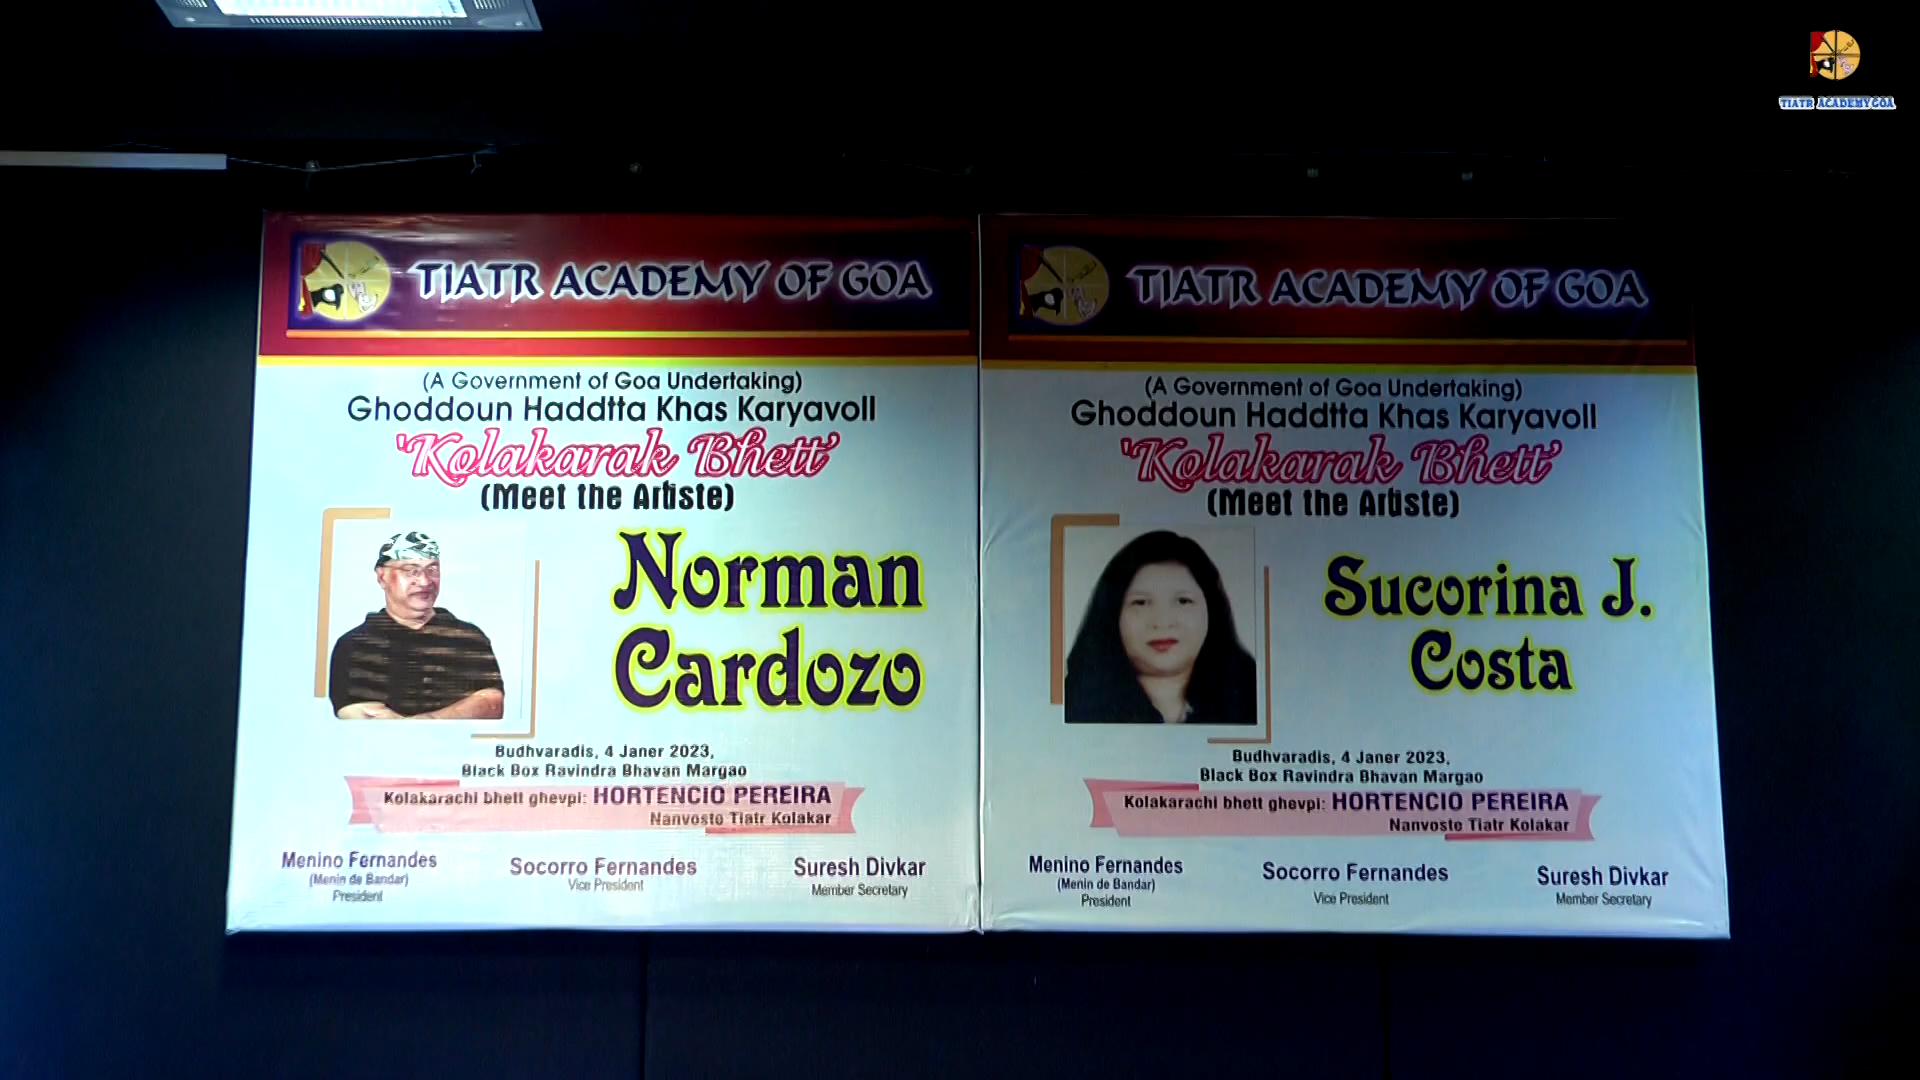 TIATR ACADEMY GOA
TIATR ACADEMY OF GOA
(A Government of Goa Undertaking)
Ghoddoun Haddtta Khas Karyavoll
'Kolakarak Bhett'
(Meet the Artiste)
Norman
Cardozo
Budhvaradis, 4 Janer 2023,
Black Box Ravindra Bhavan Margao
Kolakarachi bhett ghevpi: HORTENCIO PEREIRA
Nanvosto Tiatr Kolakar
Menino Fernandes
(Menin de Bandar)
President
Socorro Fernandes
Vice President
Suresh Divkar
Member Secretary
TIATR ACADEMY OF GOA
(A Government of Goa Undertaking)
Ghoddoun Haddtta Khas Karyavoll
'Kolakarak Bhett'
(Meet the Artiste)
Sucorina J.
Costa
Budhvaradis, 4 Janer 2023,
Black Box Ravindra Bhavan Margao
Kolakarachi bhett ghevpi: HORTENCIO PEREIRA
Nanvosto Tiatr Kolakar
Menino Fernandes
(Menin de Bandar)
President
Socorro Fernandes
Vice President
Suresh Divkar
Member Secretary